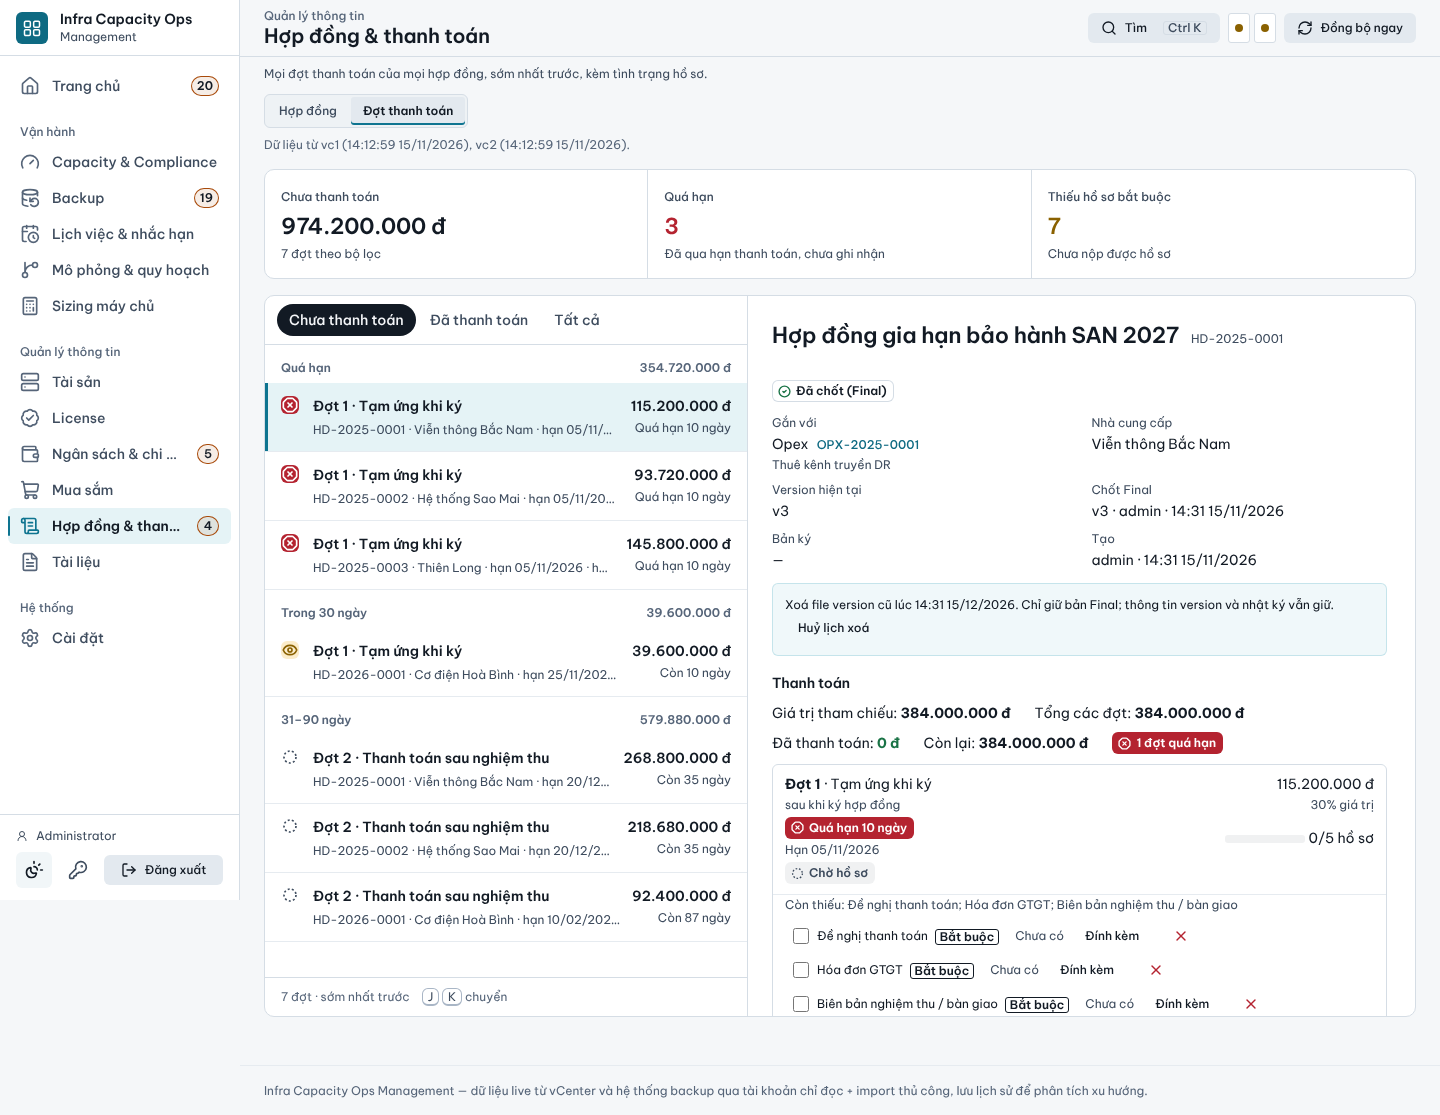 Infra Capacity Ops
Management
Trang chủ 20
Vận hành
Capacity & Compliance
Backup 19
Lịch việc & nhắc hạn
Mô phỏng & quy hoạch
Sizing máy chủ
Quản lý thông tin
Tài sản
License
Ngân sách & chi ... 5
Mua sắm
Hợp đồng & than... 4
Tài liệu
Hệ thống
Cài đặt
Administrator
Đăng xuất
Quản lý thông tin
Hợp đồng & thanh toán
Tìm Ctrl K
Đồng bộ ngay
Mọi đợt thanh toán của mọi hợp đồng, sớm nhất trước, kèm tình trạng hồ sơ.
Hợp đồng Đợt thanh toán
Dữ liệu từ vc1 (14:12:59 15/11/2026), vc2 (14:12:59 15/11/2026).
Chưa thanh toán
974.200.000 đ
7 đợt theo bộ lọc
Quá hạn
3
Đã qua hạn thanh toán, chưa ghi nhận
Thiếu hồ sơ bắt buộc
7
Chưa nộp được hồ sơ
Chưa thanh toán Đã thanh toán Tất cả
Quá hạn 354.720.000 đ
Đợt 1 · Tạm ứng khi ký 115.200.000 đ
HD-2025-0001 · Viễn thông Bắc Nam · hạn 05/11/... Quá hạn 10 ngày
Đợt 1 · Tạm ứng khi ký 93.720.000 đ
HD-2025-0002 · Hệ thống Sao Mai · hạn 05/11/20... Quá hạn 10 ngày
Đợt 1 · Tạm ứng khi ký 145.800.000 đ
HD-2025-0003 · Thiên Long · hạn 05/11/2026 · h... Quá hạn 10 ngày
Trong 30 ngày 39.600.000 đ
Đợt 1 · Tạm ứng khi ký 39.600.000 đ
HD-2026-0001 · Cơ điện Hoà Bình · hạn 25/11/202... Còn 10 ngày
31–90 ngày 579.880.000 đ
Đợt 2 · Thanh toán sau nghiệm thu 268.800.000 đ
HD-2025-0001 · Viễn thông Bắc Nam · hạn 20/12... Còn 35 ngày
Đợt 2 · Thanh toán sau nghiệm thu 218.680.000 đ
HD-2025-0002 · Hệ thống Sao Mai · hạn 20/12/2... Còn 35 ngày
Đợt 2 · Thanh toán sau nghiệm thu 92.400.000 đ
HD-2026-0001 · Cơ điện Hoà Bình · hạn 10/02/202... Còn 87 ngày
7 đợt · sớm nhất trước J K chuyển
Hợp đồng gia hạn bảo hành SAN 2027 HD-2025-0001
Đã chốt (Final)
Gắn với
Opex OPX-2025-0001
Thuê kênh truyền DR
Nhà cung cấp
Viễn thông Bắc Nam
Version hiện tại
v3
Chốt Final
v3 · admin · 14:31 15/11/2026
Bản ký
—
Tạo
admin · 14:31 15/11/2026
Xoá file version cũ lúc 14:31 15/12/2026. Chỉ giữ bản Final; thông tin version và nhật ký vẫn giữ.
Huỷ lịch xoá
Thanh toán
Giá trị tham chiếu: 384.000.000 đ Tổng các đợt: 384.000.000 đ
Đã thanh toán: 0 đ Còn lại: 384.000.000 đ 1 đợt quá hạn
Đợt 1 · Tạm ứng khi ký 115.200.000 đ
sau khi ký hợp đồng 30% giá trị
Quá hạn 10 ngày
Hạn 05/11/2026
0/5 hồ sơ
Chờ hồ sơ
Còn thiếu: Đề nghị thanh toán; Hóa đơn GTGT; Biên bản nghiệm thu / bàn giao
Đề nghị thanh toán Bắt buộc Chưa có Đính kèm
Hóa đơn GTGT Bắt buộc Chưa có Đính kèm
Biên bản nghiệm thu / bàn giao Bắt buộc Chưa có Đính kèm
Infra Capacity Ops Management — dữ liệu live từ vCenter và hệ thống backup qua tài khoản chỉ đọc + import thủ công, lưu lịch sử để phân tích xu hướng.